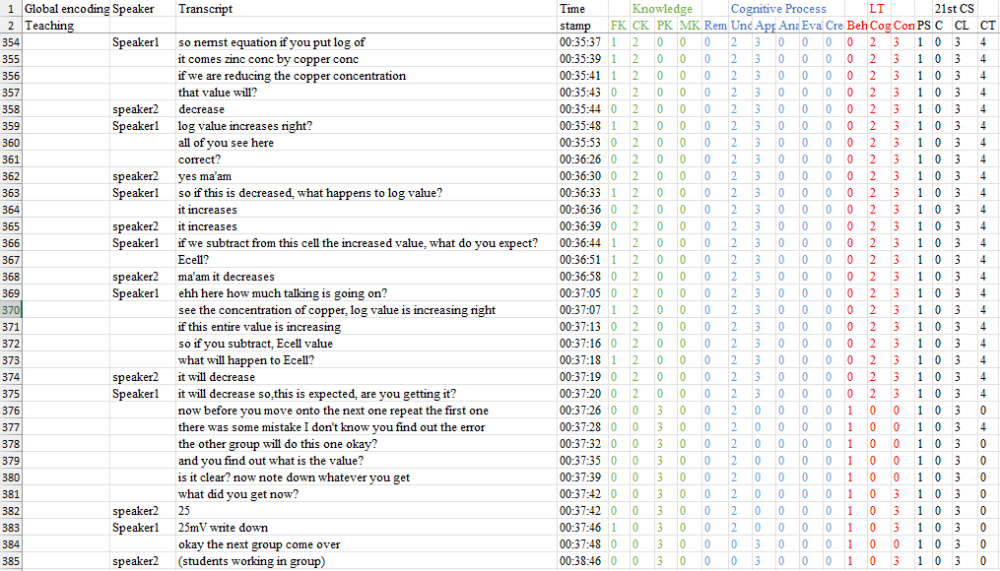 1 Global encoding Speaker Transcript Time Knowledge Cognitive Process LT 21st CS
2 Teaching stamp FK CK PK MK Rem Und App Ana Eva Cre Beh Cog Con PS C CL CT
354 Speaker1 so nernst equation if you put log of 00:35:37 1 2 0 0 0 2 3 0 0 0 0 2 3 1 0 3 4
355 it comes zinc conc by copper conc 00:35:39 1 2 0 0 0 2 3 0 0 0 0 2 3 1 0 3 4
356 if we are reducing the copper concentration 00:35:41 1 2 0 0 0 2 3 0 0 0 0 2 3 1 0 3 4
357 that value will? 00:35:43 0 2 0 0 0 2 3 0 0 0 0 2 3 1 0 3 4
358 speaker2 decrease 00:35:44 0 2 0 0 0 2 3 0 0 0 0 2 3 1 0 3 4
359 Speaker1 log value increases right? 00:35:48 1 2 0 0 0 2 3 0 0 0 0 2 3 1 0 3 4
360 all of you see here 00:35:53 0 2 0 0 0 2 3 0 0 0 0 2 3 1 0 3 4
361 correct? 00:36:26 0 2 0 0 0 2 3 0 0 0 0 2 3 1 0 3 4
362 speaker2 yes ma'am 00:36:30 0 2 0 0 0 2 3 0 0 0 0 2 3 1 0 3 4
363 Speaker1 so if this is decreased, what happens to log value? 00:36:33 1 2 0 0 0 2 3 0 0 0 0 2 3 1 0 3 4
364 it increases 00:36:36 0 2 0 0 0 2 3 0 0 0 0 2 3 1 0 3 4
365 speaker2 it increases 00:36:39 0 2 0 0 0 2 3 0 0 0 0 2 3 1 0 3 4
366 Speaker1 if we subtract from this cell the increased value, what do you expect? 00:36:44 1 2 0 0 0 2 3 0 0 0 0 2 3 1 0 3 4
367 Ecell? 00:36:51 1 2 0 0 0 2 3 0 0 0 0 2 3 1 0 3 4
368 speaker2 ma'am it decreases 00:36:58 0 2 0 0 0 2 3 0 0 0 0 2 3 1 0 3 4
369 Speaker1 ehh here how much talking is going on? 00:37:05 0 2 0 0 0 2 3 0 0 0 0 2 3 1 0 3 4
370 see the concentration of copper, log value is increasing right 00:37:07 1 2 0 0 0 2 3 0 0 0 0 2 3 1 0 3 4
371 if this entire value is increasing 00:37:13 0 2 0 0 0 2 3 0 0 0 0 2 3 1 0 3 4
372 so if you subtract, Ecell value 00:37:16 0 2 0 0 0 2 3 0 0 0 0 2 3 1 0 3 4
373 what will happen to Ecell? 00:37:18 1 2 0 0 0 2 3 0 0 0 0 2 3 1 0 3 4
374 speaker2 it will decrease 00:37:19 0 2 0 0 0 2 3 0 0 0 0 2 3 1 0 3 4
375 Speaker1 it will decrease so,this is expected, are you getting it? 00:37:20 0 2 0 0 0 2 3 0 0 0 0 2 3 1 0 3 4
376 now before you move onto the next one repeat the first one 00:37:26 0 0 3 0 0 2 0 0 0 0 1 0 0 1 0 3 0
377 there was some mistake I don't know you find out the error 00:37:28 0 0 3 0 0 2 0 0 0 0 1 0 0 1 0 3 4
378 the other group will do this one okay? 00:37:32 0 0 3 0 0 2 0 0 0 0 1 0 0 1 0 3 0
379 and you find out what is the value? 00:37:35 0 0 3 0 0 2 0 0 0 0 1 0 0 1 0 3 0
380 is it clear? now note down whatever you get 00:37:39 0 0 3 0 0 2 0 0 0 0 1 0 0 1 0 3 0
381 what did you get now? 00:37:42 0 0 3 0 0 2 0 0 0 0 1 0 3 1 0 3 0
382 speaker2 25 00:37:42 0 0 3 0 0 2 0 0 0 0 1 0 3 1 0 3 0
383 Speaker1 25mV write down 00:37:46 1 0 3 0 0 2 0 0 0 0 1 0 3 1 0 3 0
384 okay the next group come over 00:37:48 0 0 3 0 0 0 3 0 0 0 1 0 0 1 0 3 0
385 speaker2 (students working in group) 00:38:46 0 0 3 0 0 2 3 0 0 0 1 0 3 1 0 3 0